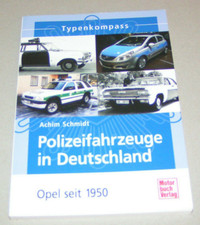 Typenkompass
Achim Schmidt
Polizeifahrzeuge
in Deutschland
Opel seit 1950
Motor
buch
Verlag